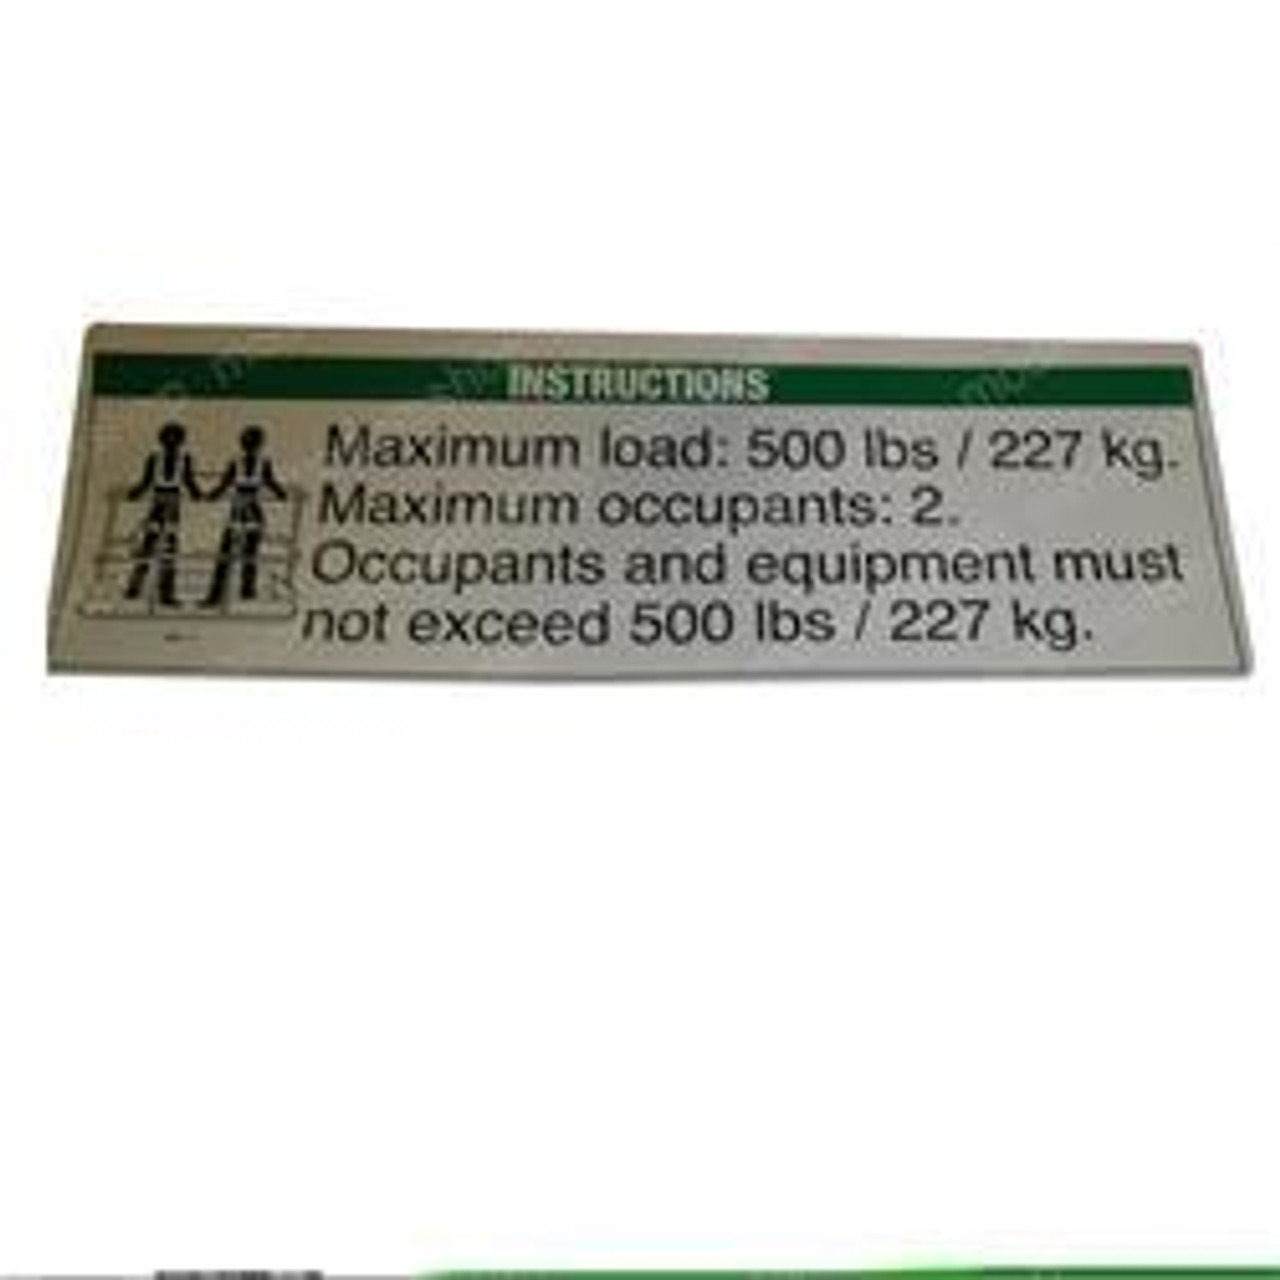 INSTRUCTIONS
Maximum load: 500 lbs / 227 kg.
Maximum occupants: 2.
Occupants and equipment must
not exceed 500 lbs / 227 kg.